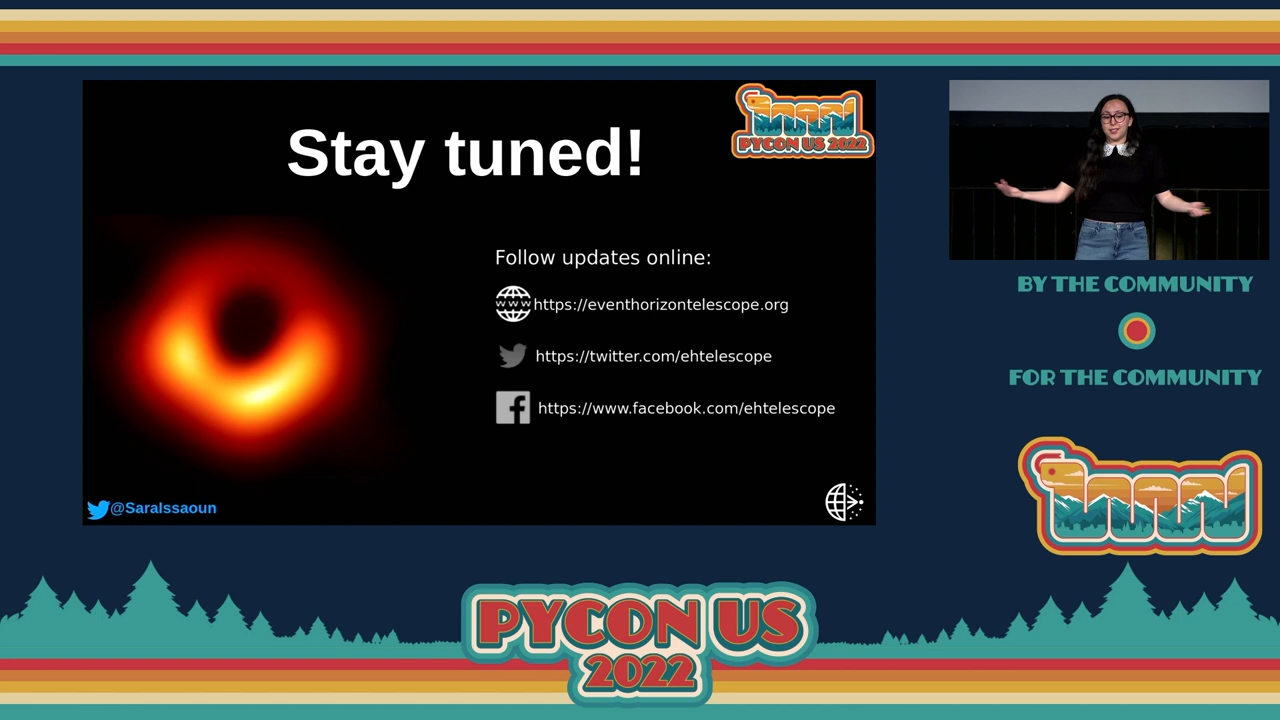 Stay tuned!
PYCON US 2022
Follow updates online:
WWW
https://eventhorizontelescope.org
https://twitter.com/ehtelescope
https://www.facebook.com/ehtelescope
@SaraIssaoun
BY THE COMMUNITY
FOR THE COMMUNITY
PYCON US
2022